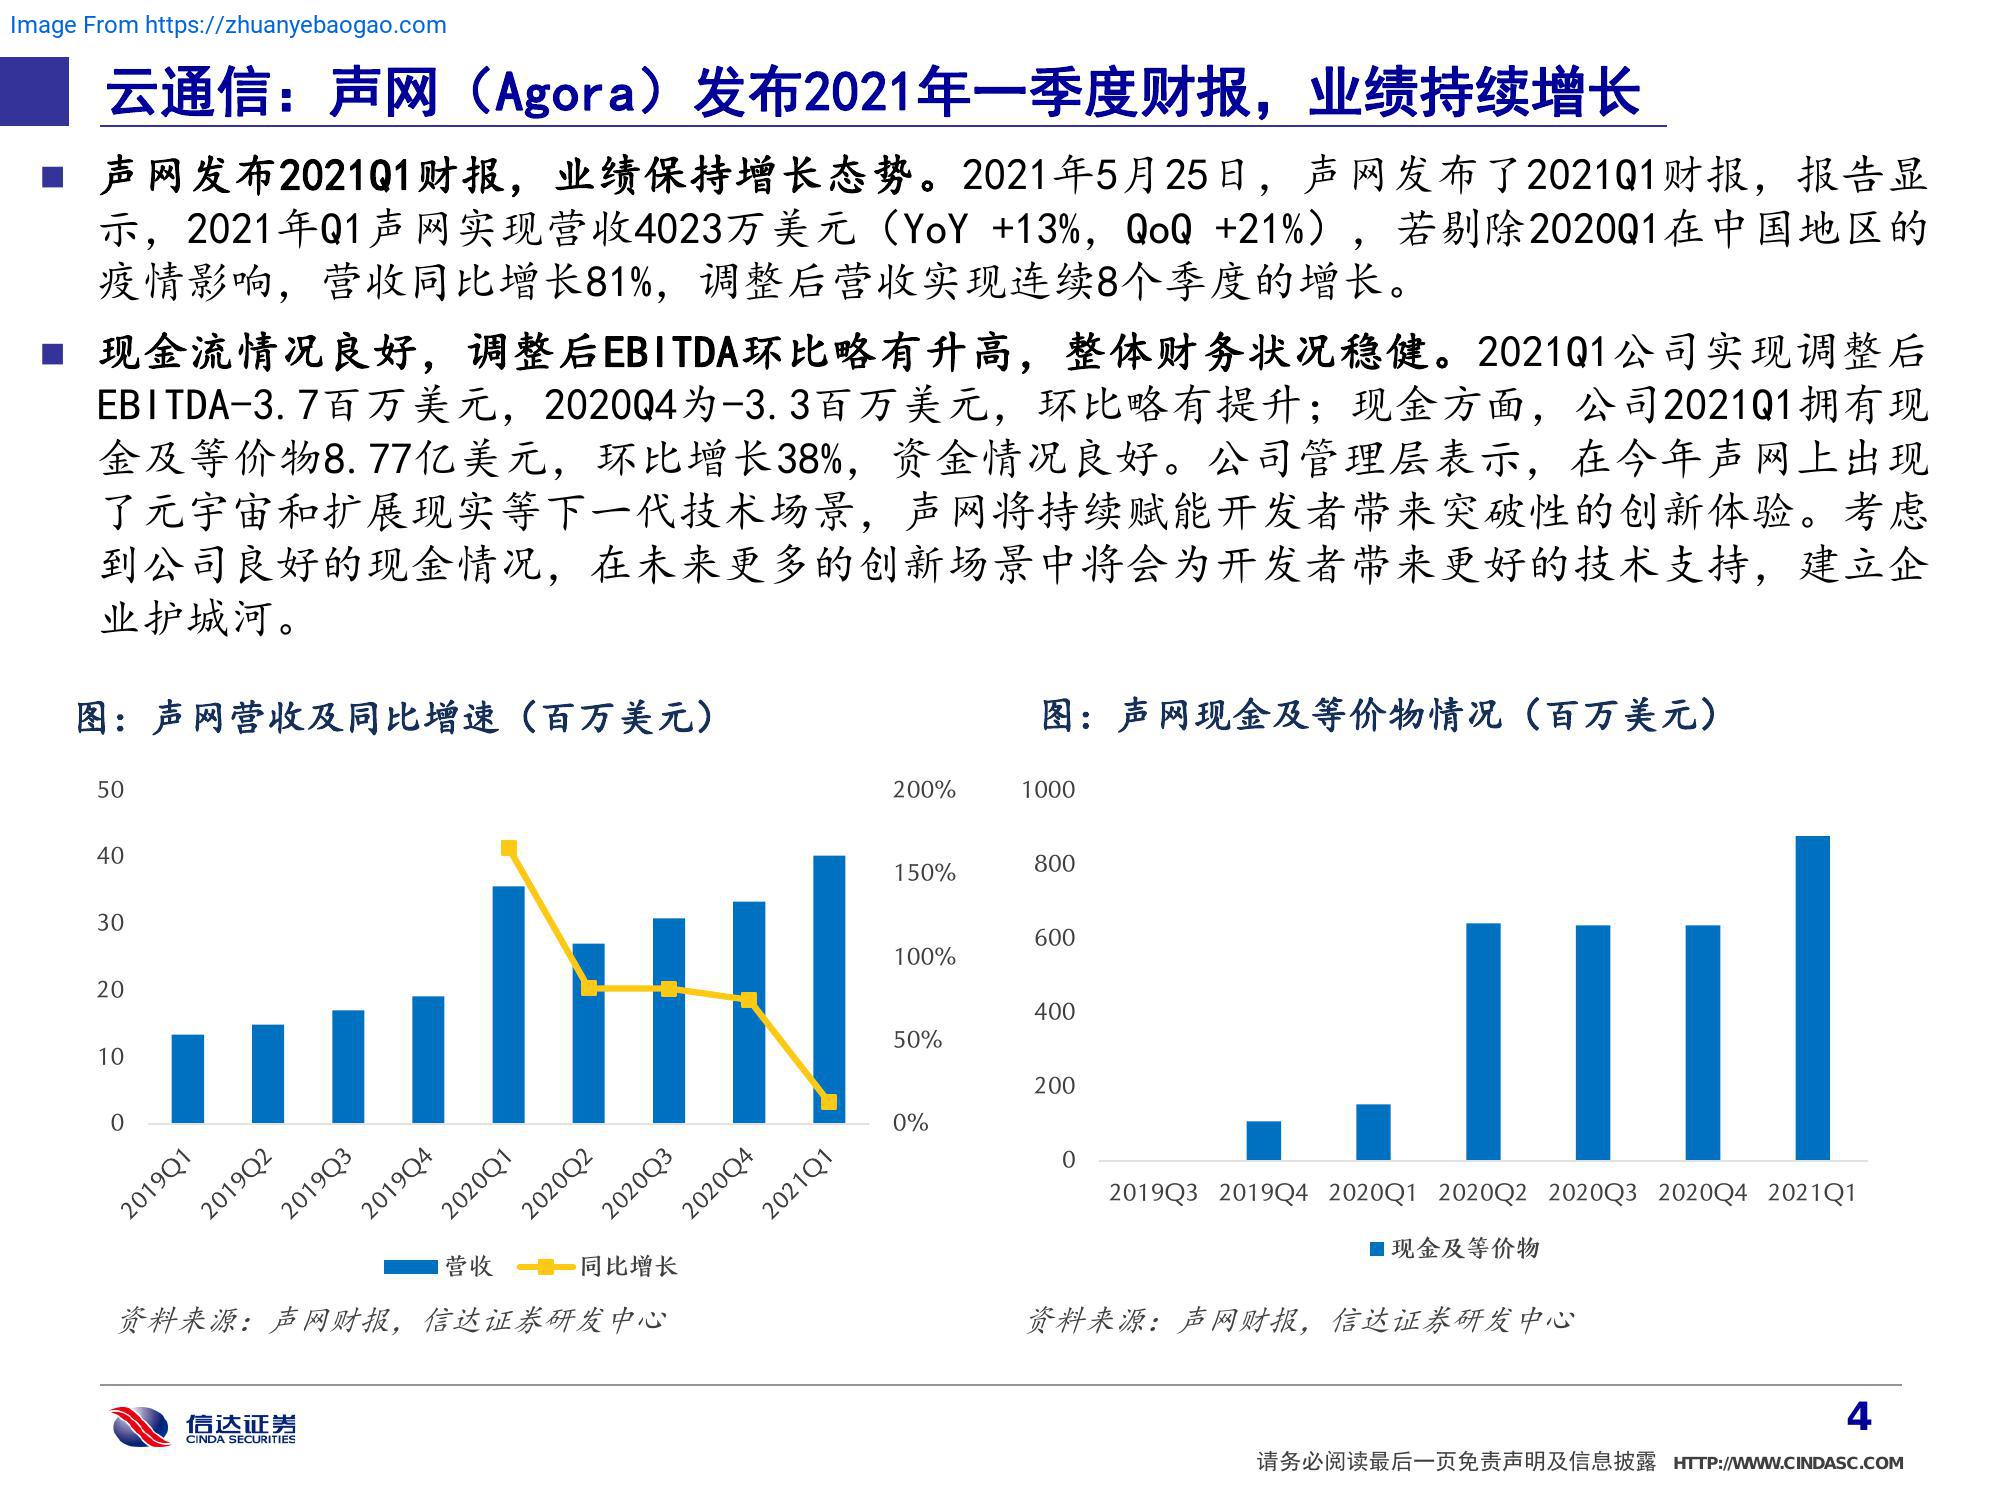 Image From https://zhuanyebaogao.com
云通信：声网（Agora）发布2021年一季度财报，业绩持续增长
声网发布2021Q1财报，业绩保持增长态势。2021年5月25日，声网发布了2021Q1财报，报告显
示，2021年Q1声网实现营收4023万美元（YoY +13%, QoQ +21%），若剔除2020Q1在中国地区的
疫情影响，营收同比增长81%，调整后营收实现连续8个季度的增长。
现金流情况良好，调整后EBITDA环比略有升高，整体财务状况稳健。2021Q1公司实现调整后
EBITDA-3.7百万美元，2020Q4为-3.3百万美元，环比略有提升；现金方面，公司2021Q1拥有现
金及等价物8.77亿美元，环比增长38%，资金情况良好。公司管理层表示，在今年声网上出现
了元宇宙和扩展现实等下一代技术场景，声网将持续赋能开发者带来突破性的创新体验。考虑
到公司良好的现金情况，在未来更多的创新场景中将会为开发者带来更好的技术支持，建立企
业护城河。
图：声网营收及同比增速（百万美元）
50
40
30
20
10
0
200%
150%
100%
50%
0%
2019Q1 2019Q2 2019Q3 2019Q4 2020Q1 2020Q2 2020Q3 2020Q4 2021Q1
营收 同比增长
资料来源：声网财报，信达证券研发中心
图：声网现金及等价物情况（百万美元）
1000
800
600
400
200
0
2019Q3 2019Q4 2020Q1 2020Q2 2020Q3 2020Q4 2021Q1
现金及等价物
资料来源：声网财报，信达证券研发中心
信达证券
CINDA SECURITIES
4
请务必阅读最后一页免责声明及信息披露 HTTP://WWW.CINDASC.COM